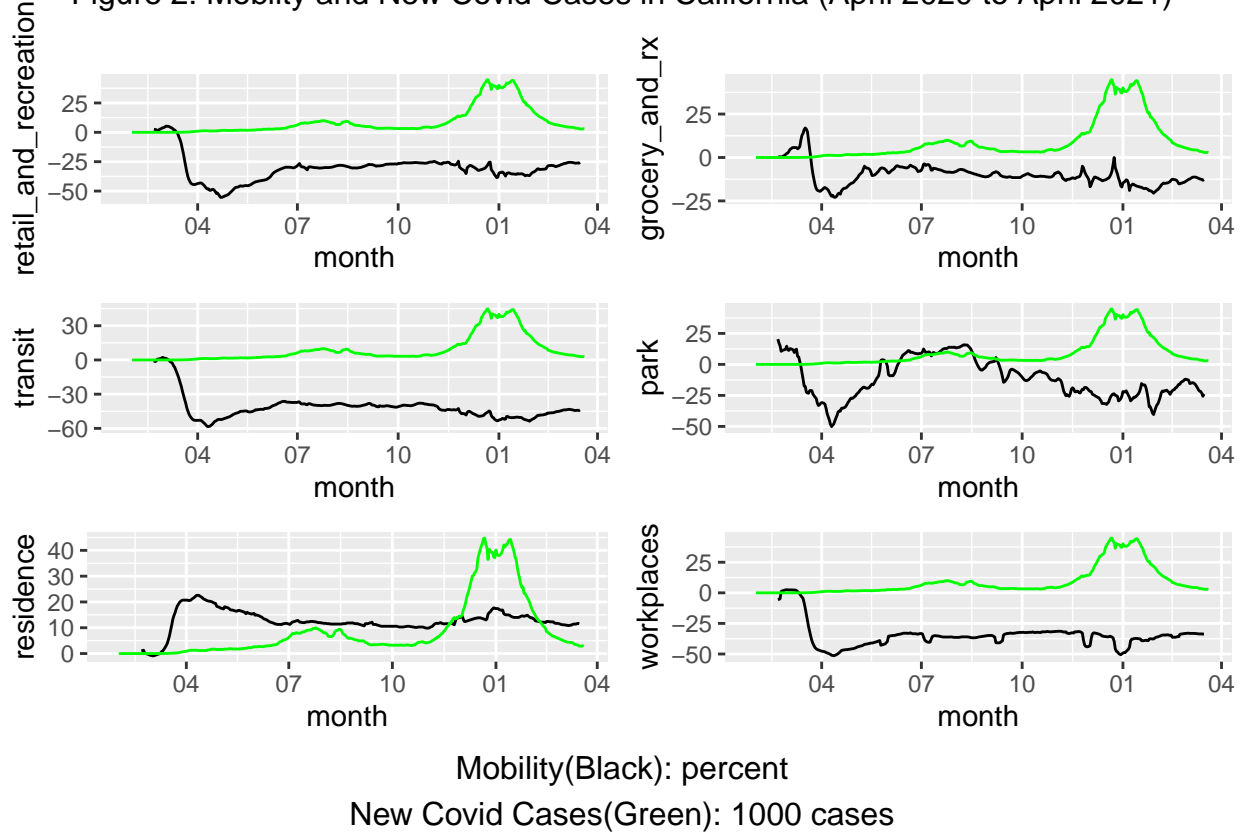 Figure 2: Mobility and New Covid Cases in California (April 2020 to April 2021)
retail_and_recreation
25
0
−25
−50
04 07 10 01 04
month
grocery_and_rx
25
0
−25
04 07 10 01 04
month
transit
30
0
−30
−60
04 07 10 01 04
month
park
25
0
−25
−50
04 07 10 01 04
month
residence
40
30
20
10
0
04 07 10 01 04
month
workplaces
25
0
−25
−50
04 07 10 01 04
month
Mobility(Black): percent
New Covid Cases(Green): 1000 cases